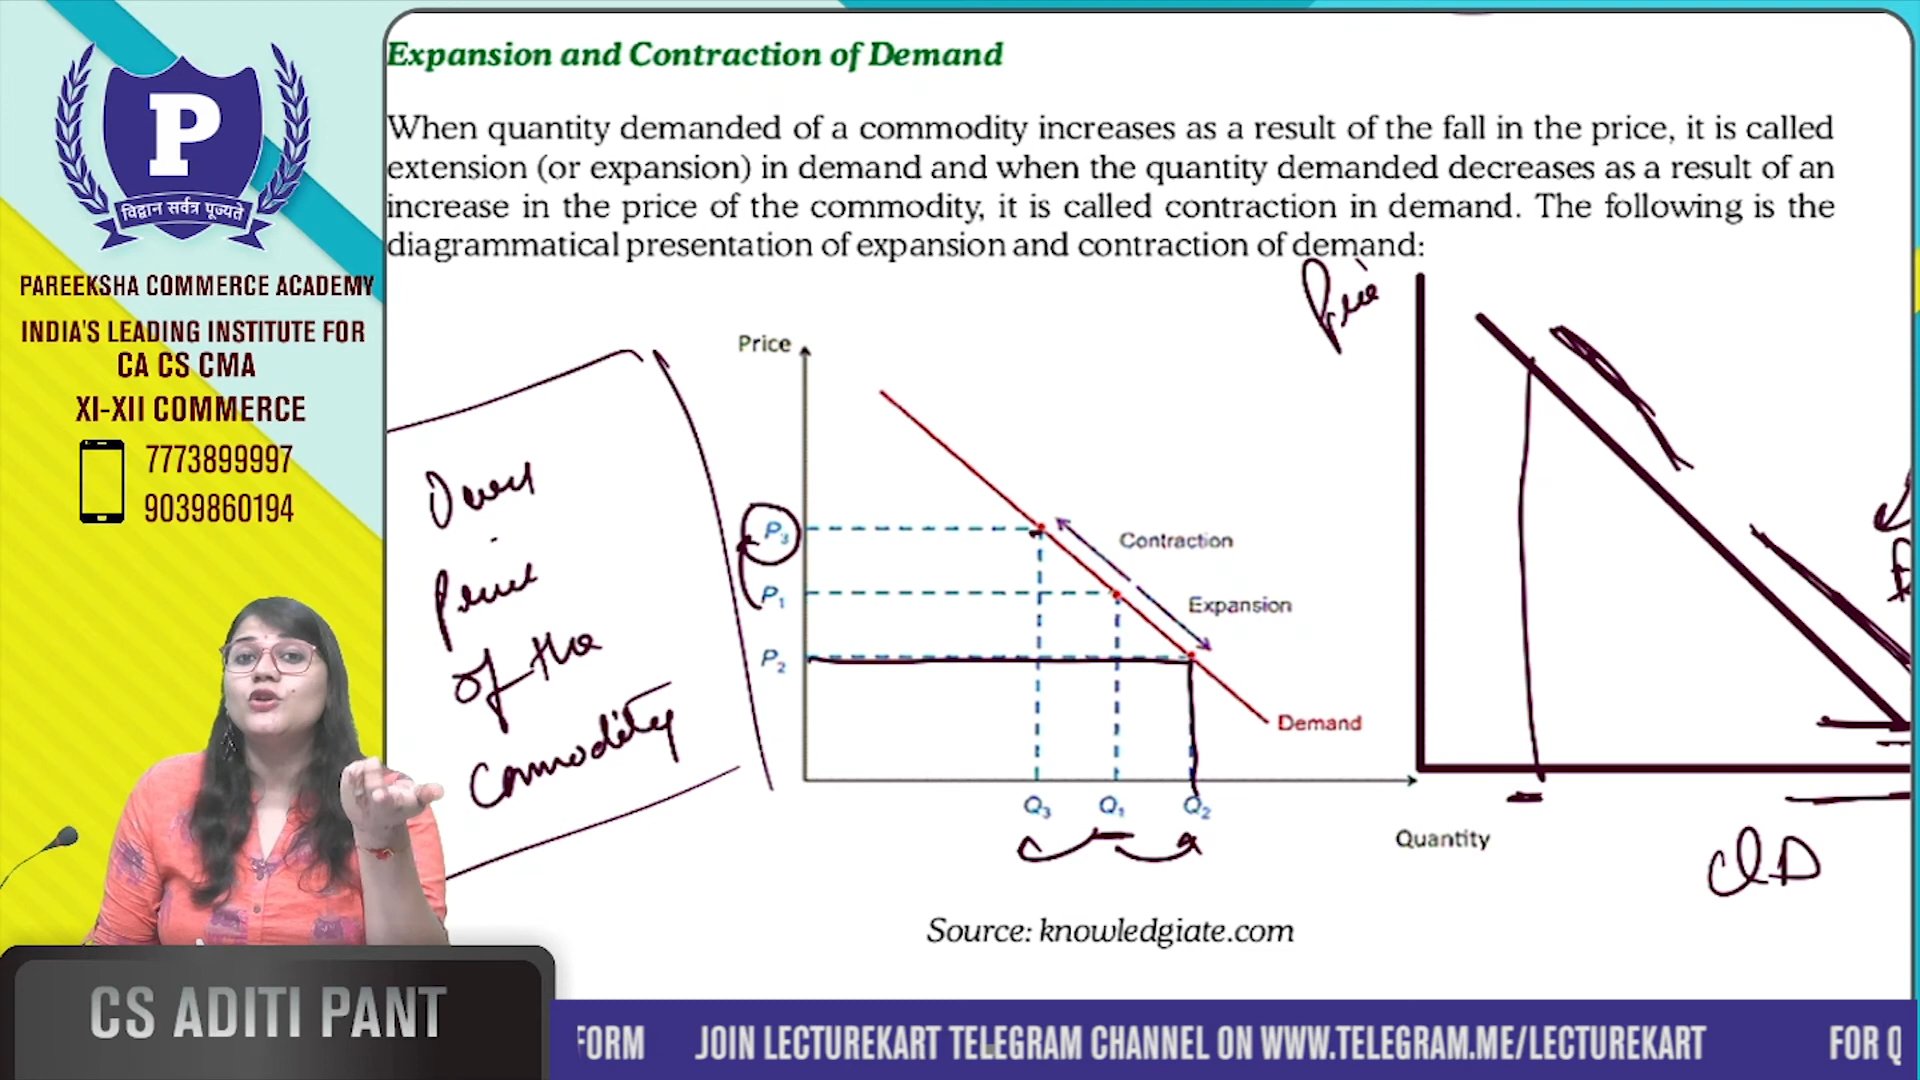 P
विद्वान सर्वत्र पूज्यते
PAREEKSHA COMMERCE ACADEMY
INDIA'S LEADING INSTITUTE FOR
CA CS CMA
XI-XII COMMERCE
7773899997
9039860194
Expansion and Contraction of Demand
When quantity demanded of a commodity increases as a result of the fall in the price, it is called
extension (or expansion) in demand and when the quantity demanded decreases as a result of an
increase in the price of the commodity, it is called contraction in demand. The following is the
diagrammatical presentation of expansion and contraction of demand:
Price
Price
P3
Contraction
P1
Expansion
P2
Demand
Q3 Q1 Q2
Quantity
Price
of the
Commodity
QD
Source: knowledgiate.com
CS ADITI PANT
FORM JOIN LECTUREKART TELEGRAM CHANNEL ON WWW.TELEGRAM.ME/LECTUREKART FOR Q